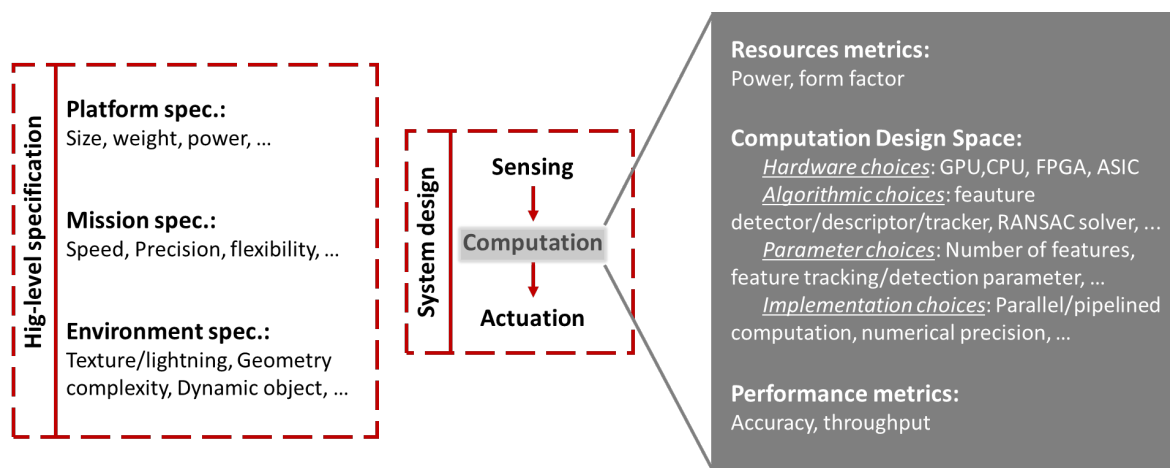 Hig-level specification
Platform spec.:
Size, weight, power, ...
Mission spec.:
Speed, Precision, flexibility, ...
Environment spec.:
Texture/lightning, Geometry
complexity, Dynamic object, ...
System design
Sensing
Computation
Actuation
Resources metrics:
Power, form factor
Computation Design Space:
Hardware choices: GPU,CPU, FPGA, ASIC
Algorithmic choices: feauture
detector/descriptor/tracker, RANSAC solver, ...
Parameter choices: Number of features,
feature tracking/detection parameter, ...
Implementation choices: Parallel/pipelined
computation, numerical precision, ...
Performance metrics:
Accuracy, throughput